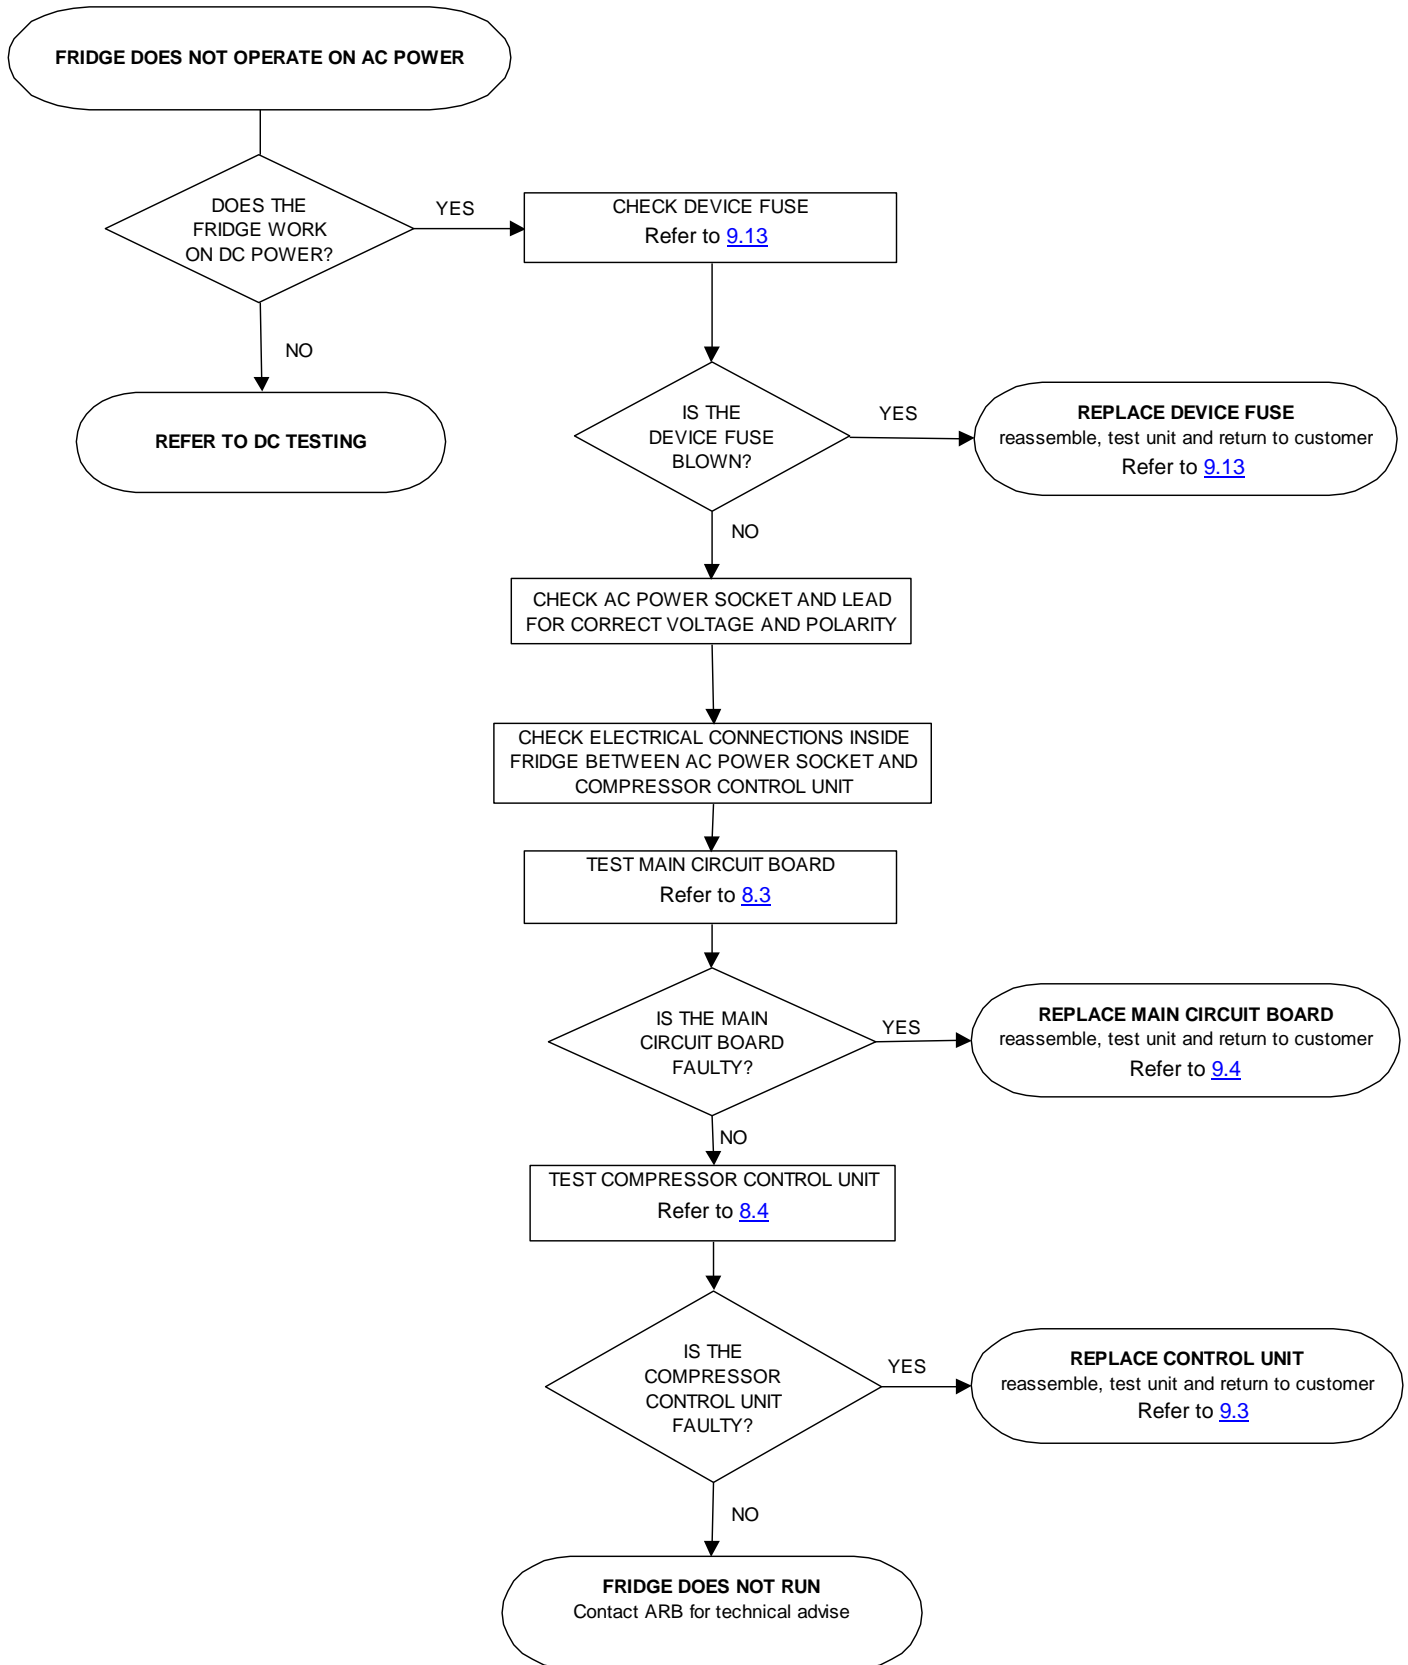 FRIDGE DOES NOT OPERATE ON AC POWER
DOES THE
FRIDGE WORK
ON DC POWER?
YES
CHECK DEVICE FUSE
Refer to 9.13
NO
REFER TO DC TESTING
IS THE
DEVICE FUSE
BLOWN?
YES
REPLACE DEVICE FUSE
reassemble, test unit and return to customer
Refer to 9.13
NO
CHECK AC POWER SOCKET AND LEAD
FOR CORRECT VOLTAGE AND POLARITY
CHECK ELECTRICAL CONNECTIONS INSIDE
FRIDGE BETWEEN AC POWER SOCKET AND
COMPRESSOR CONTROL UNIT
TEST MAIN CIRCUIT BOARD
Refer to 8.3
IS THE MAIN
CIRCUIT BOARD
FAULTY?
YES
REPLACE MAIN CIRCUIT BOARD
reassemble, test unit and return to customer
Refer to 9.4
NO
TEST COMPRESSOR CONTROL UNIT
Refer to 8.4
IS THE
COMPRESSOR
CONTROL UNIT
FAULTY?
YES
REPLACE CONTROL UNIT
reassemble, test unit and return to customer
Refer to 9.3
NO
FRIDGE DOES NOT RUN
Contact ARB for technical advise